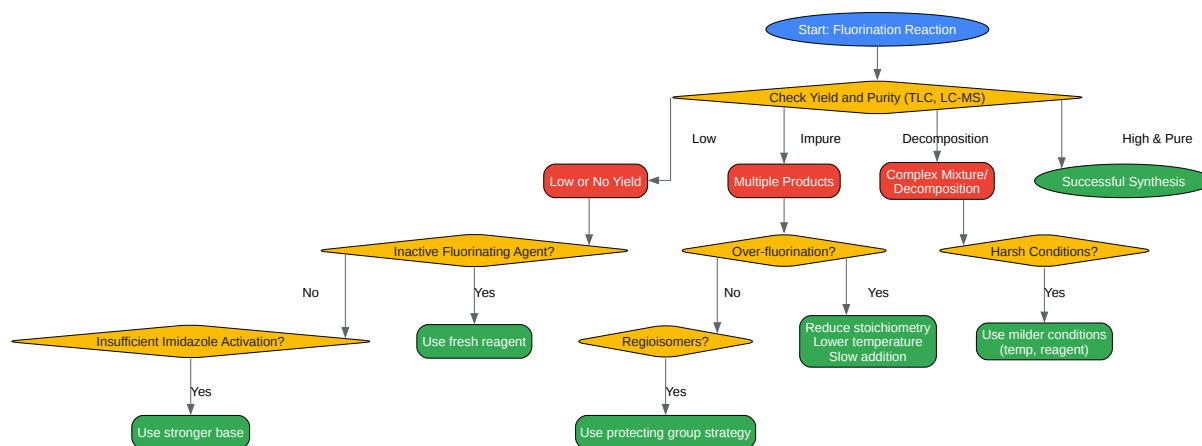 Start: Fluorination Reaction
Check Yield and Purity (TLC, LC-MS)
Low
Impure
Decomposition
High & Pure
Low or No Yield
Multiple Products
Complex Mixture/
Decomposition
Successful Synthesis
Inactive Fluorinating Agent?
Over-fluorination?
Harsh Conditions?
No
Yes
No
Yes
Yes
Insufficient Imidazole Activation?
Use fresh reagent
Regioisomers?
Reduce stoichiometry
Lower temperature
Slow addition
Use milder conditions
(temp, reagent)
Yes
Yes
Use stronger base
Use protecting group strategy